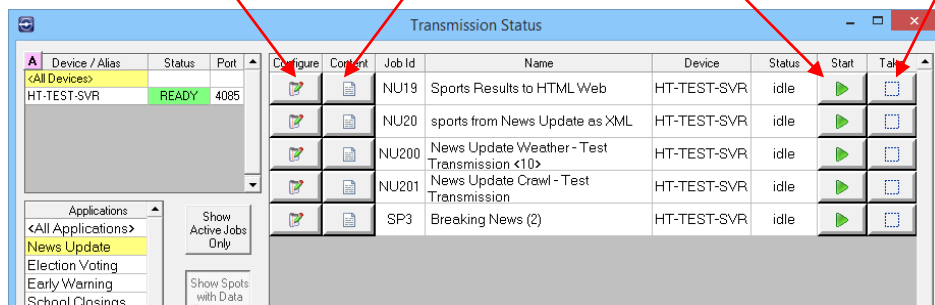 Transmission Status
A Device / Alias Status Port
<All Devices>
HT-TEST-SVR READY 4085
Applications
<All Applications>
News Update
Election Voting
Early Warning
School Closings
Show
Active Jobs
Only
Show Spots
with Data
Configure Content Job Id Name Device Status Start Take
NU19 Sports Results to HTML Web HT-TEST-SVR idle
NU20 sports from News Update as XML HT-TEST-SVR idle
NU200 News Update Weather - Test
Transmission <10> HT-TEST-SVR idle
NU201 News Update Crawl - Test
Transmission HT-TEST-SVR idle
SP3 Breaking News (2) HT-TEST-SVR idle